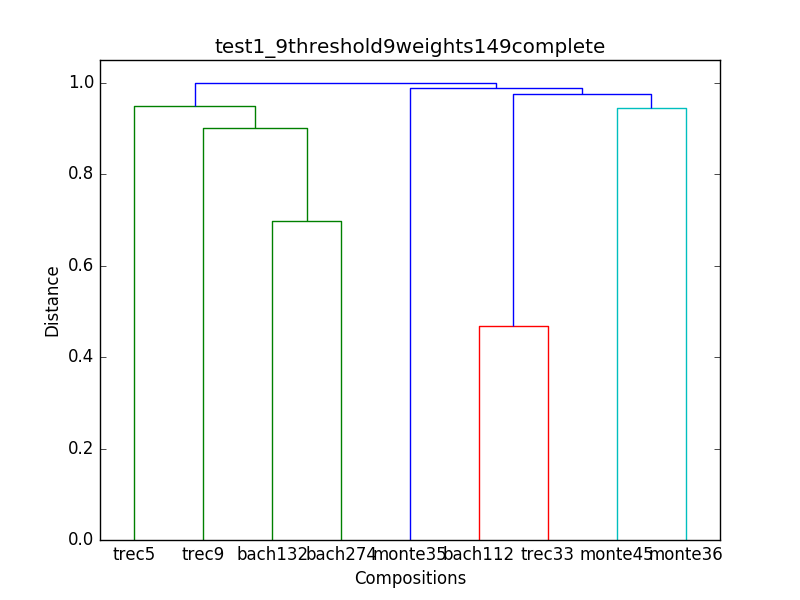 test1_9threshold9weights149complete
1.0
0.8
0.6
0.4
0.2
0.0
Distance
trec5 trec9 bach132 bach274 monte35 bach112 trec33 monte45 monte36
Compositions